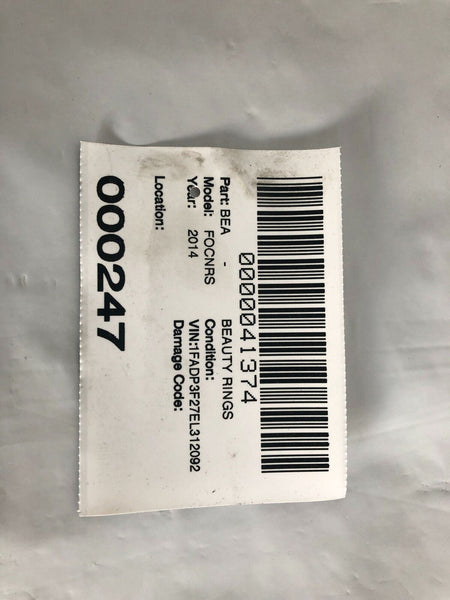 0000041374
Part: BEA - BEAUTY RINGS
Model: FOCNRS Condition:
Year: 2014 VIN:1FADP3F27EL312092
Damage Code:
Location:
000247